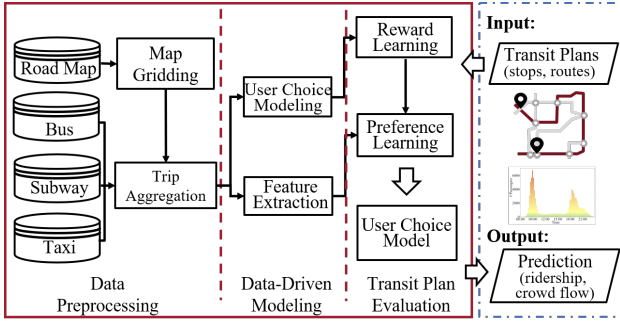 Road Map
Map
Gridding
Bus
Subway
Taxi
Trip
Aggregation
Data
Preprocessing
User Choice
Modeling
Feature
Extraction
Data-Driven
Modeling
Reward
Learning
Preference
Learning
User Choice
Model
Transit Plan
Evaluation
Input:
Transit Plans
(stops, routes)
Output:
Prediction
(ridership,
crowd flow)